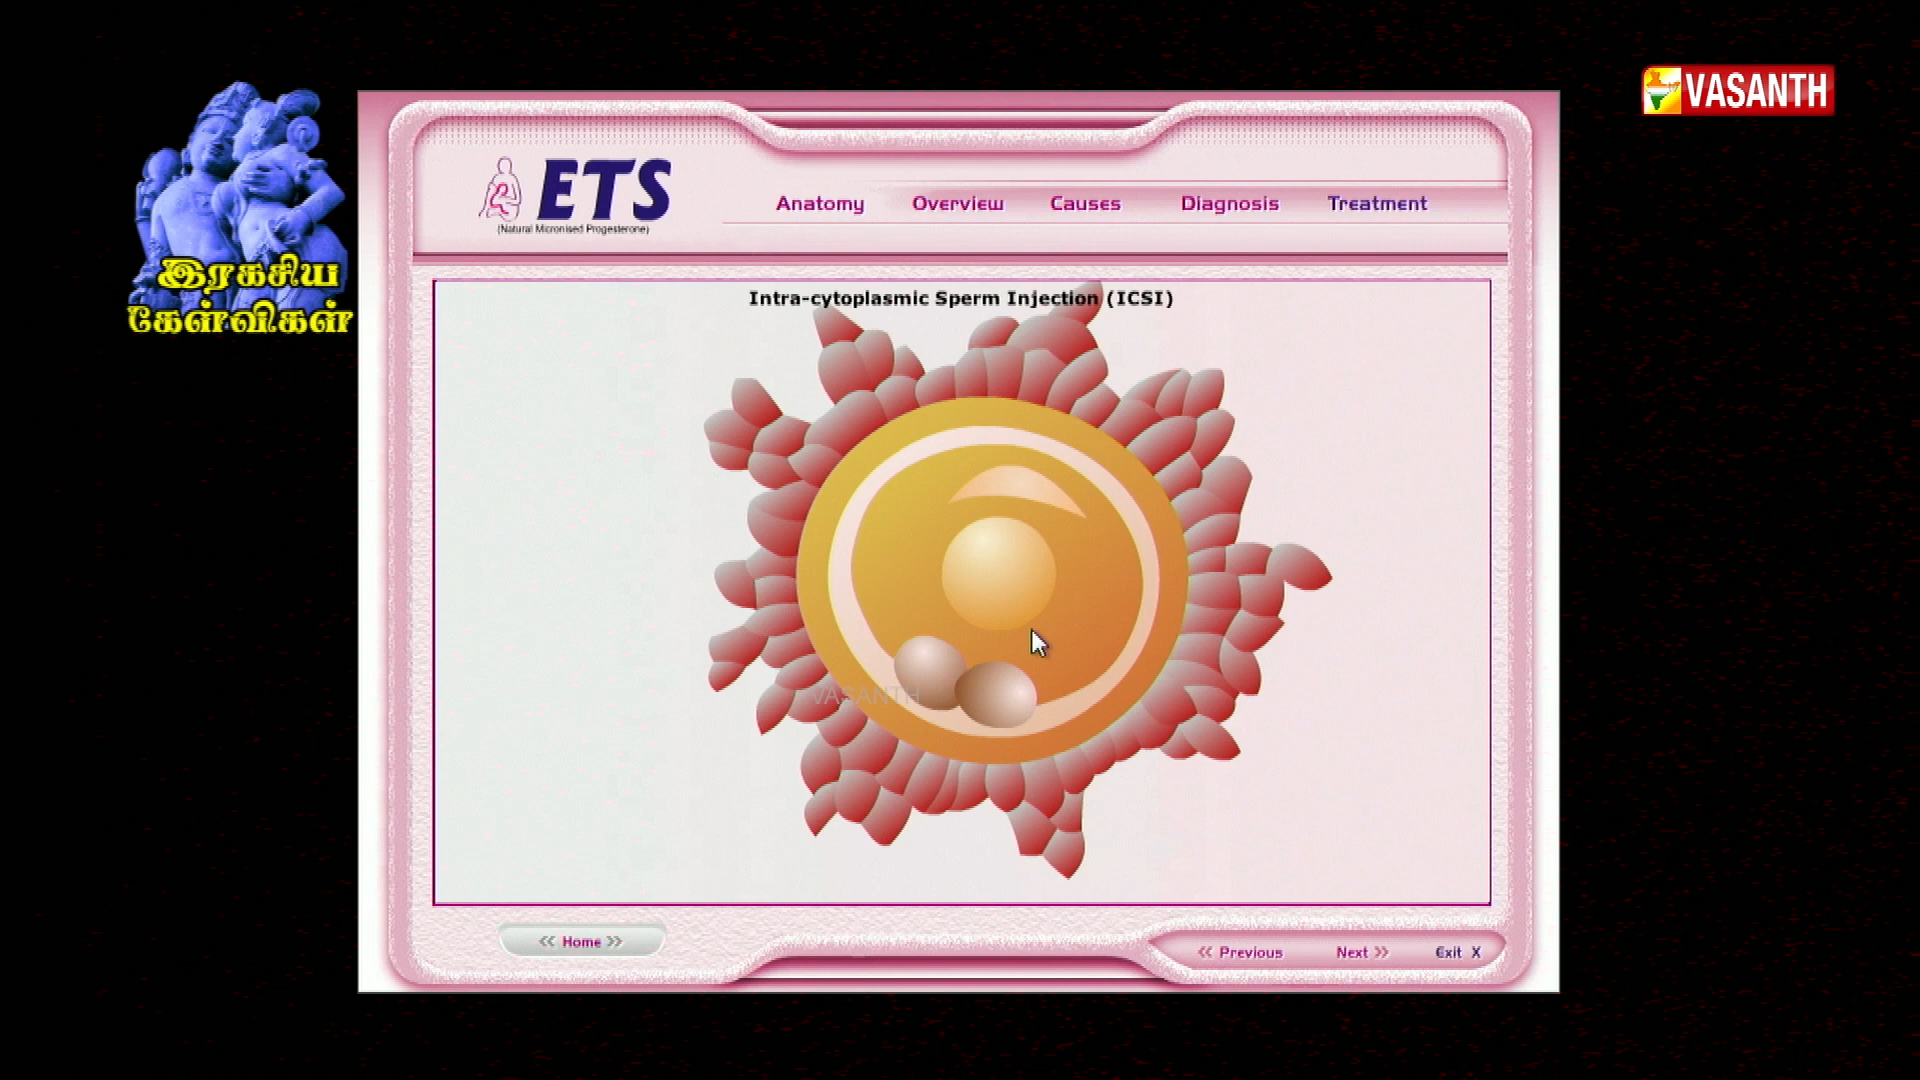 VASANTH
ETS
(Natural Micronised Progesterone)
Anatomy Overview Causes Diagnosis Treatment
இரகசிய
கேள்விகள்
Intra-cytoplasmic Sperm Injection (ICSI)
VASANTH
<< Home >>
<< Previous Next >> Exit X